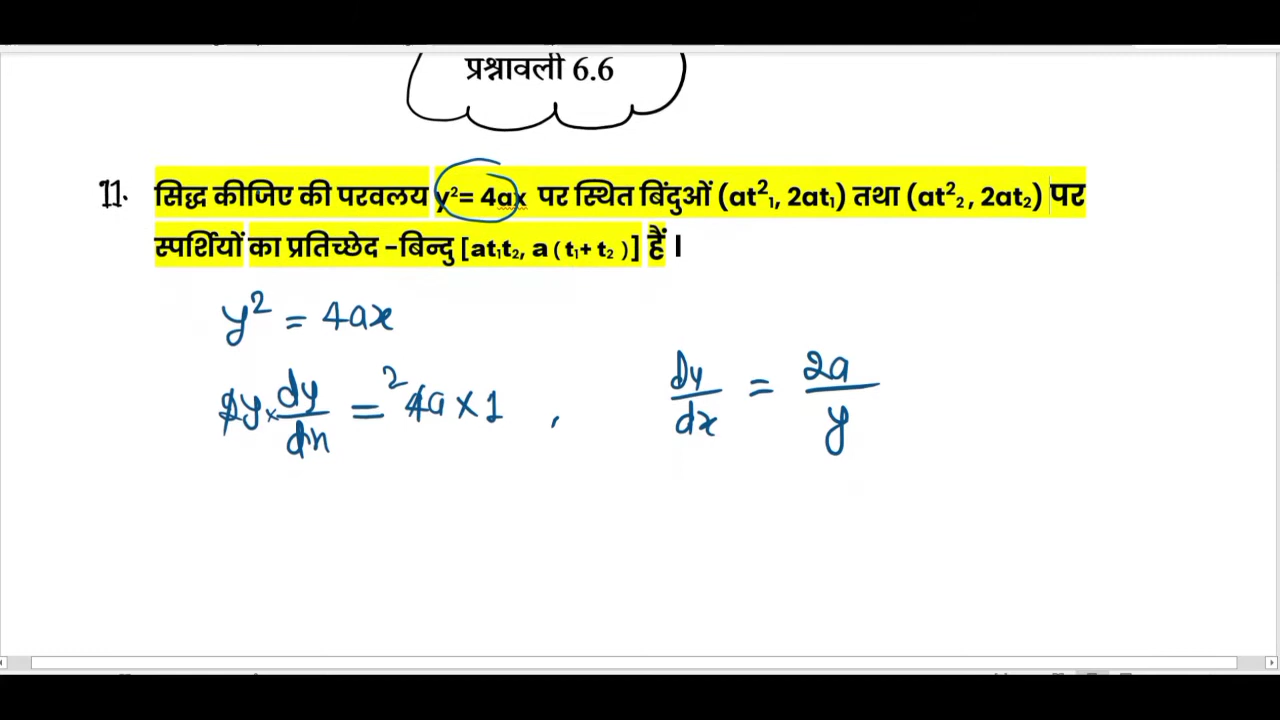 प्रश्नावली 6.6
11. सिद्ध कीजिए की परवलय y²= 4ax पर स्थित बिंदुओं (at²₁, 2at₁) तथा (at²₂, 2at₂) पर
स्पर्शियों का प्रतिच्छेद -बिन्दु [at₁t₂, a (t₁+ t₂ )] हैं ।
y² = 4ax
2y × dy/dx = ²4a × 1 , dy/dx = 2a/y